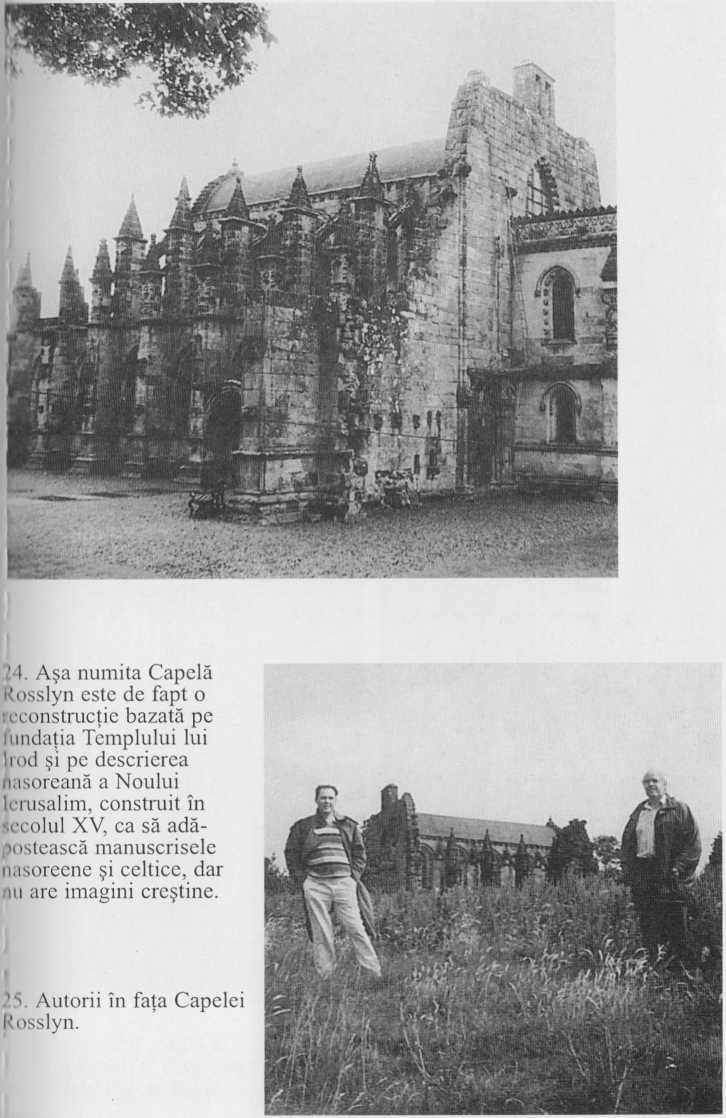 24. Aşa numita Capelă
Rosslyn este de fapt o
reconstrucţie bazată pe
fundaţia Templului lui
Irod şi pe descrierea
nasoreană a Noului
Ierusalim, construit în
secolul XV, ca să adă-
postească manuscrisele
nasoreene şi celtice, dar
nu are imagini creştine.
25. Autorii în faţa Capelei
Rosslyn.